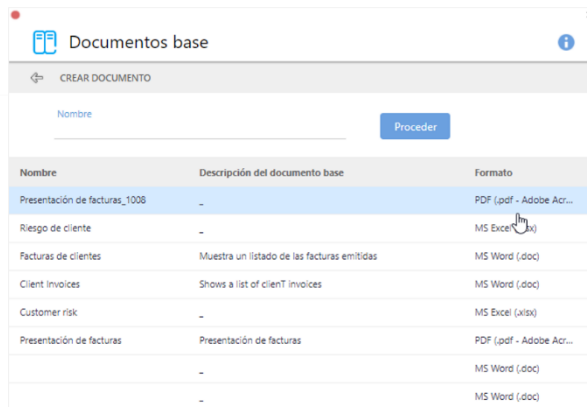 Documentos base
CREAR DOCUMENTO
Nombre
Proceder
Nombre Descripción del documento base Formato
Presentación de facturas_1008 _ PDF (.pdf - Adobe Acr...
Riesgo de cliente _ MS Excel
Facturas de clientes Muestra un listado de las facturas emitidas MS Word (.doc)
Client Invoices Shows a list of clienT invoices MS Word (.doc)
Customer risk _ MS Excel (.xlsx)
Presentación de facturas Presentación de facturas PDF (.pdf - Adobe Acr...
_ MS Word (.doc)
_ MS Word (.doc)